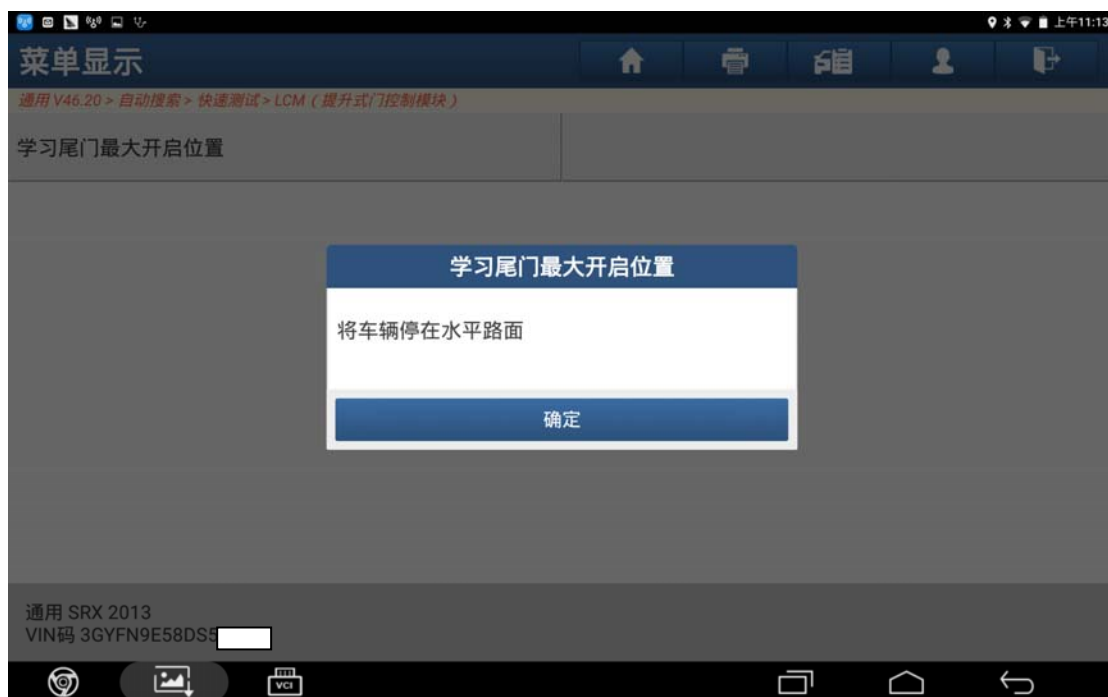 上午11:13
菜单显示
通用 V46.20 > 自动搜索 > 快速测试 > LCM（提升式门控制模块）
学习尾门最大开启位置
学习尾门最大开启位置
将车辆停在水平路面
确定
通用 SRX 2013
VIN码 3GYFN9E58DS5
VCI